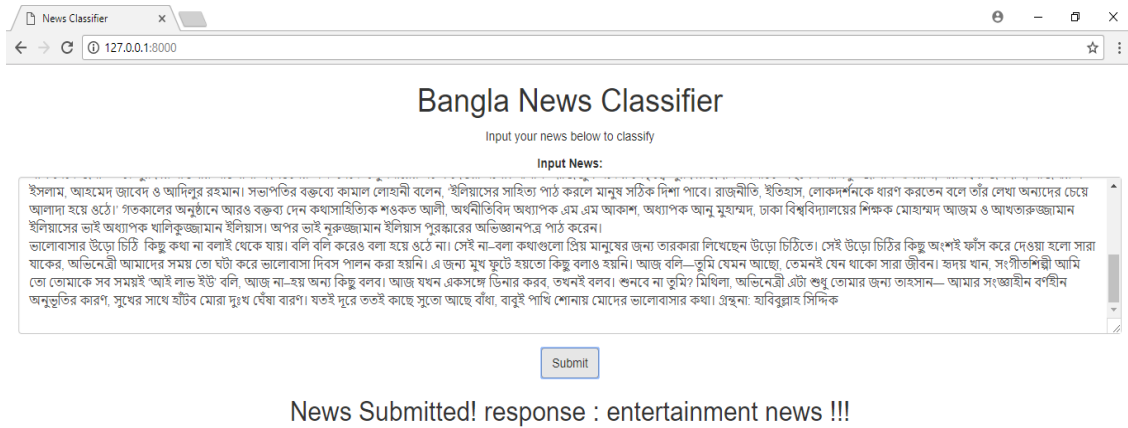 News Classifier
127.0.0.1:8000
Bangla News Classifier
Input your news below to classify
Input News:
ইসলাম, আহমেদ জাবেদ ও আদিলুর রহমান। সভাপতির বক্তব্যে কামাল লোহানী বলেন, 'ইলিয়াসের সাহিত্য পাঠ করলে মানুষ সঠিক দিশা পাবে। রাজনীতি, ইতিহাস, লোকদর্শনকে ধারণ করতেন বলে তাঁর লেখা অন্যদের চেয়ে
আলাদা হয়ে ওঠে।' গতকালের অনুষ্ঠানে আরও বক্তব্য দেন কথাসাহিত্যিক শওকত আলী, অর্থনীতিবিদ অধ্যাপক এম এম আকাশ, অধ্যাপক আনু মুহাম্মদ, ঢাকা বিশ্ববিদ্যালয়ের শিক্ষক মোহাম্মদ আজম ও আখতারুজ্জামান
ইলিয়াসের ভাই অধ্যাপক খালিকুজ্জামান ইলিয়াস। অপর ভাই নূরুজ্জামান ইলিয়াস পুরস্কারের অভিজ্ঞানপত্র পাঠ করেন।
ভালোবাসার উড়ো চিঠি কিছু কথা না বলাই থেকে যায়। বলি বলি করেও বলা হয়ে ওঠে না। সেই না–বলা কথাগুলো প্রিয় মানুষের জন্য তারকারা লিখেছেন উড়ো চিঠিতে। সেই উড়ো চিঠির কিছু অংশই ফাঁস করে দেওয়া হলো সারা
যাকের, অভিনেত্রী আমাদের সময় তো ঘটা করে ভালোবাসা দিবস পালন করা হয়নি। এ জন্য মুখ ফুটে হয়তো কিছু বলাও হয়নি। আজ বলি—তুমি যেমন আছো, তেমনই যেন থাকো সারা জীবন। হৃদয় খান, সংগীতশিল্পী আমি
তো তোমাকে সব সময়ই 'আই লাভ ইউ' বলি, আজ না–হয় অন্য কিছু বলব। আজ যখন একসঙ্গে ডিনার করব, তখনই বলব। শুনবে না তুমি? মিথিলা, অভিনেত্রী এটা শুধু তোমার জন্য তাহসান— আমার সংজ্ঞাহীন বর্ণহীন
অনুভূতির কারণ, সুখের সাথে হাঁটব মোরা দুঃখ ঘেঁষা বারণ। যতই দূরে ততই কাছে সুতো আছে বাঁধা, বাবুই পাখি শোনায় মোদের ভালোবাসার কথা। গ্রন্থনা: হাবিবুল্লাহ সিদ্দিক
Submit
News Submitted! response : entertainment news !!!